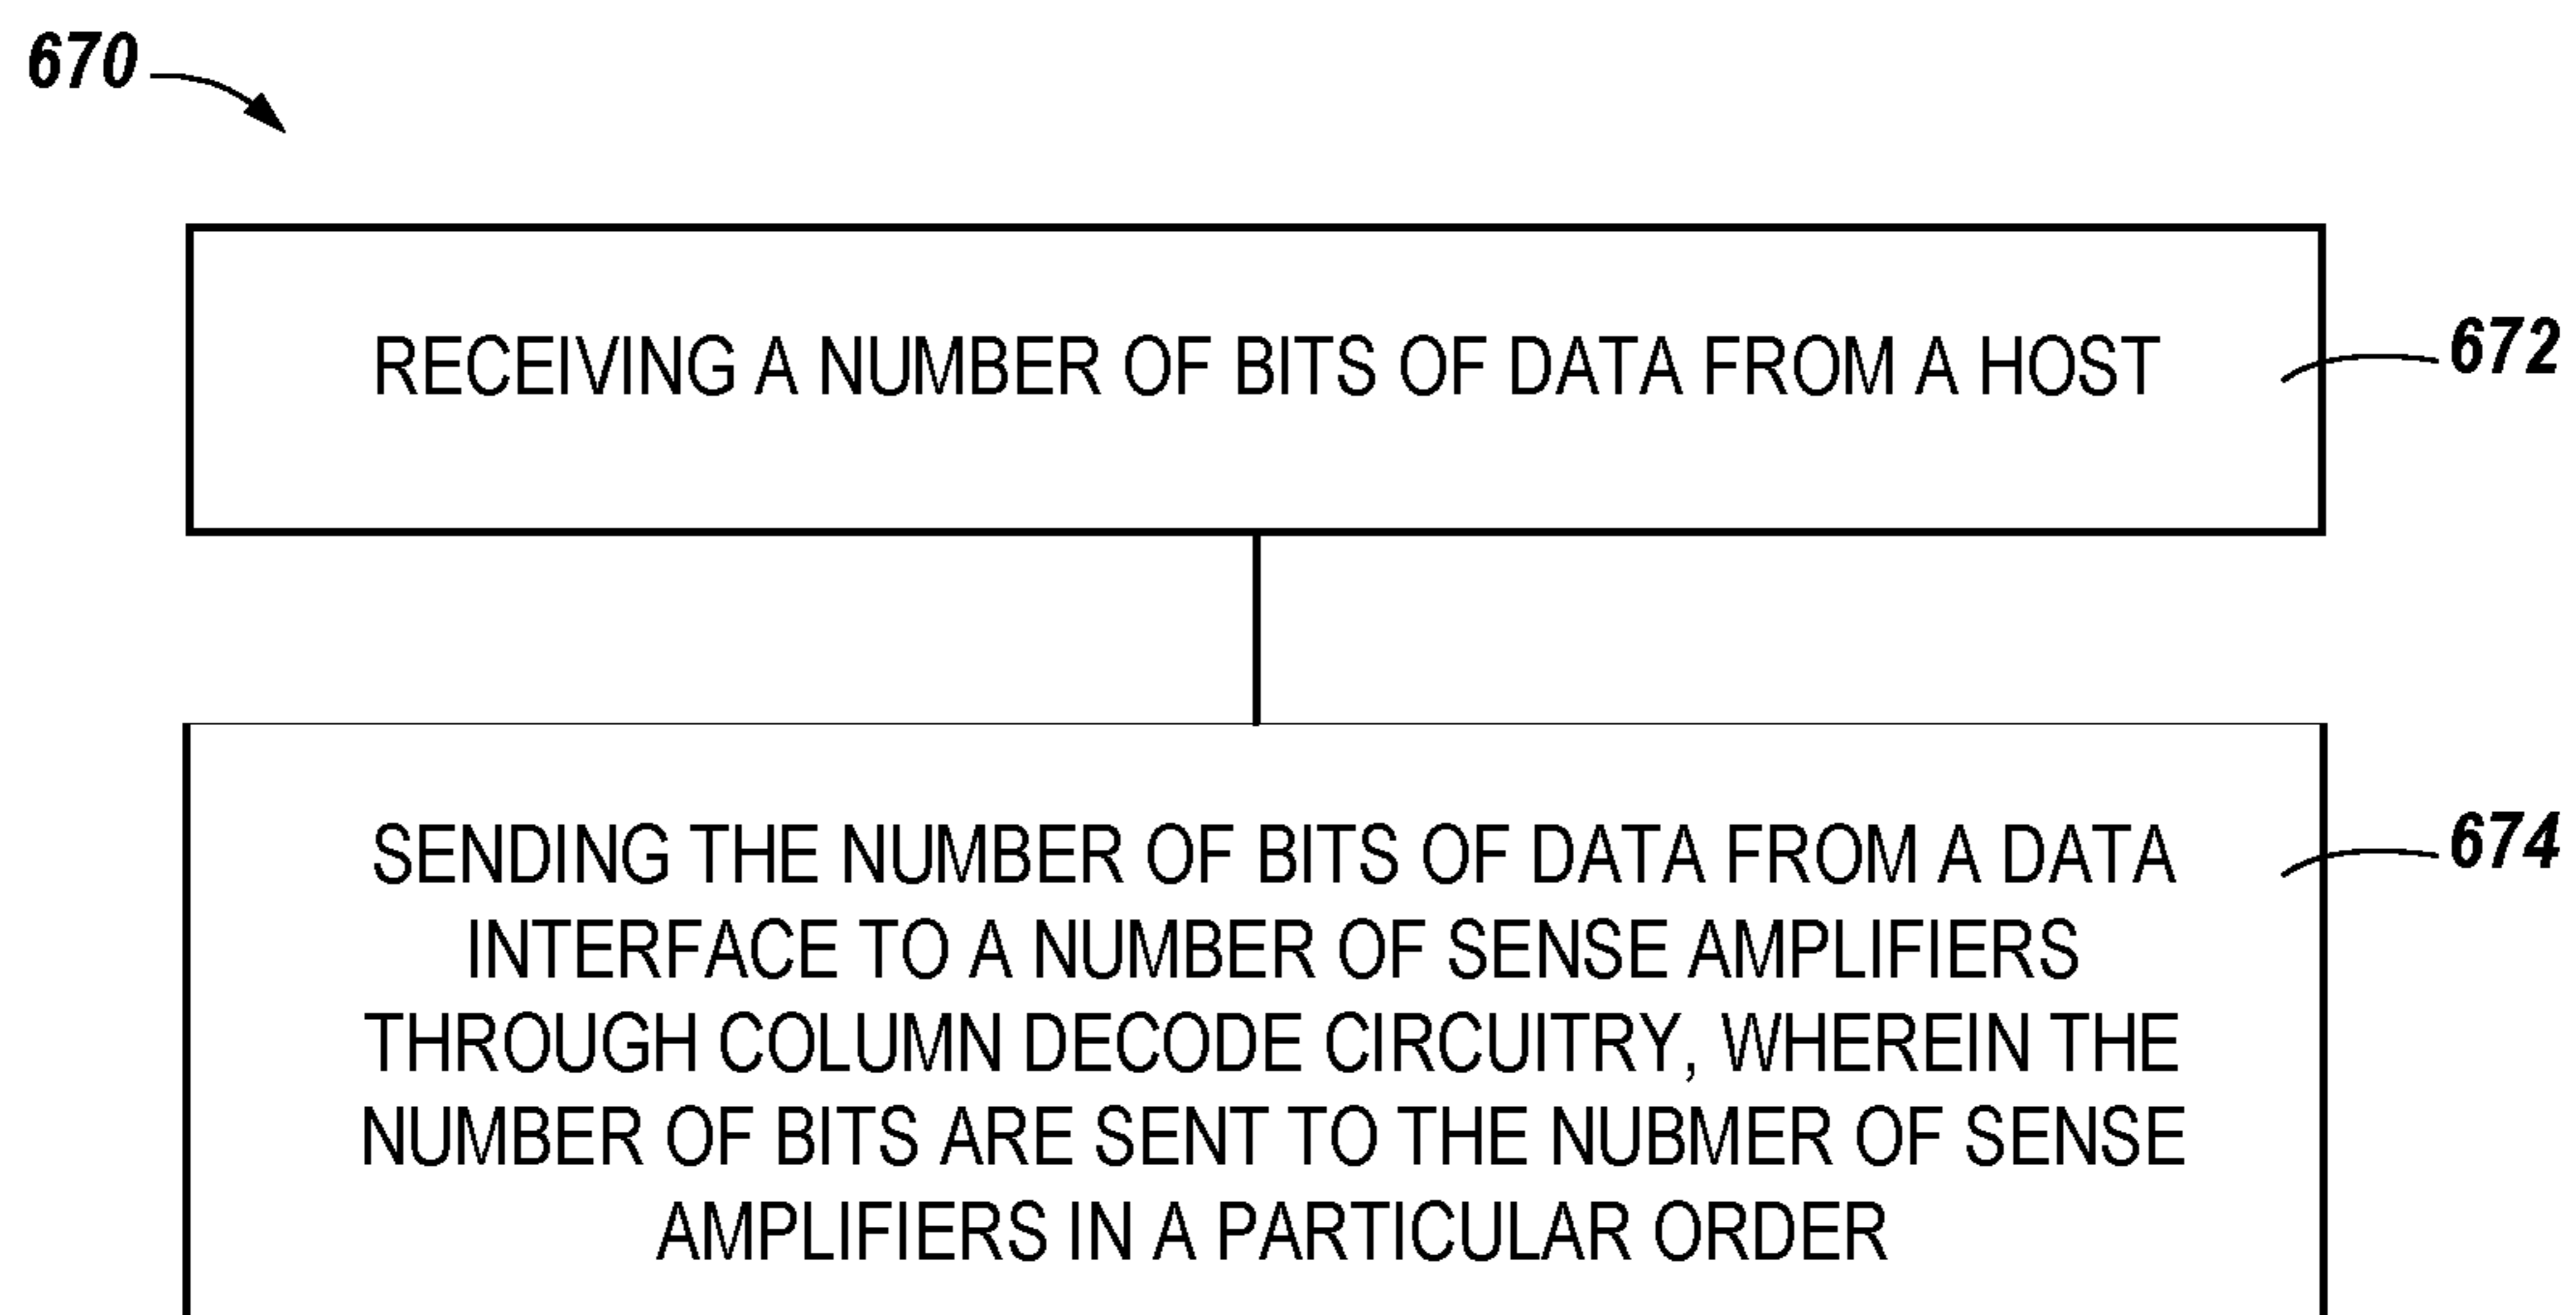 670
RECEIVING A NUMBER OF BITS OF DATA FROM A HOST
672
SENDING THE NUMBER OF BITS OF DATA FROM A DATA
674
INTERFACE TO A NUMBER OF SENSE AMPLIFIERS
THROUGH COLUMN DECODE CIRCUITRY, WHEREIN THE
NUMBER OF BITS ARE SENT TO THE NUBMER OF SENSE
AMPLIFIERS IN A PARTICULAR ORDER